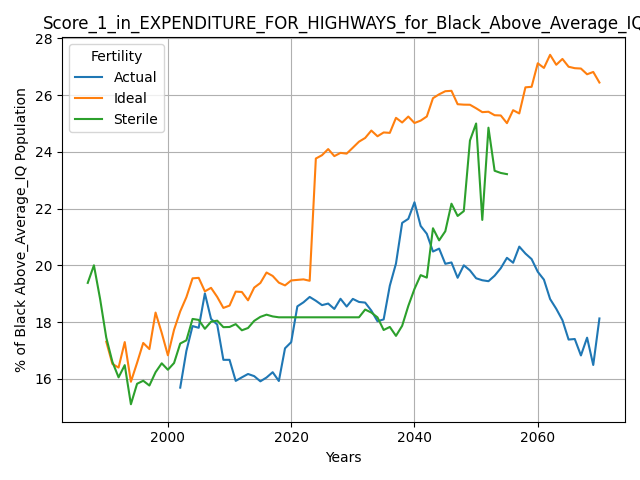 Score_1_in_EXPENDITURE_FOR_HIGHWAYS_for_Black_Above_Average_IQ
Fertility
Actual
Ideal
Sterile
% of Black Above_Average_IQ Population
28
26
24
22
20
18
16
2000 2020 2040 2060
Years